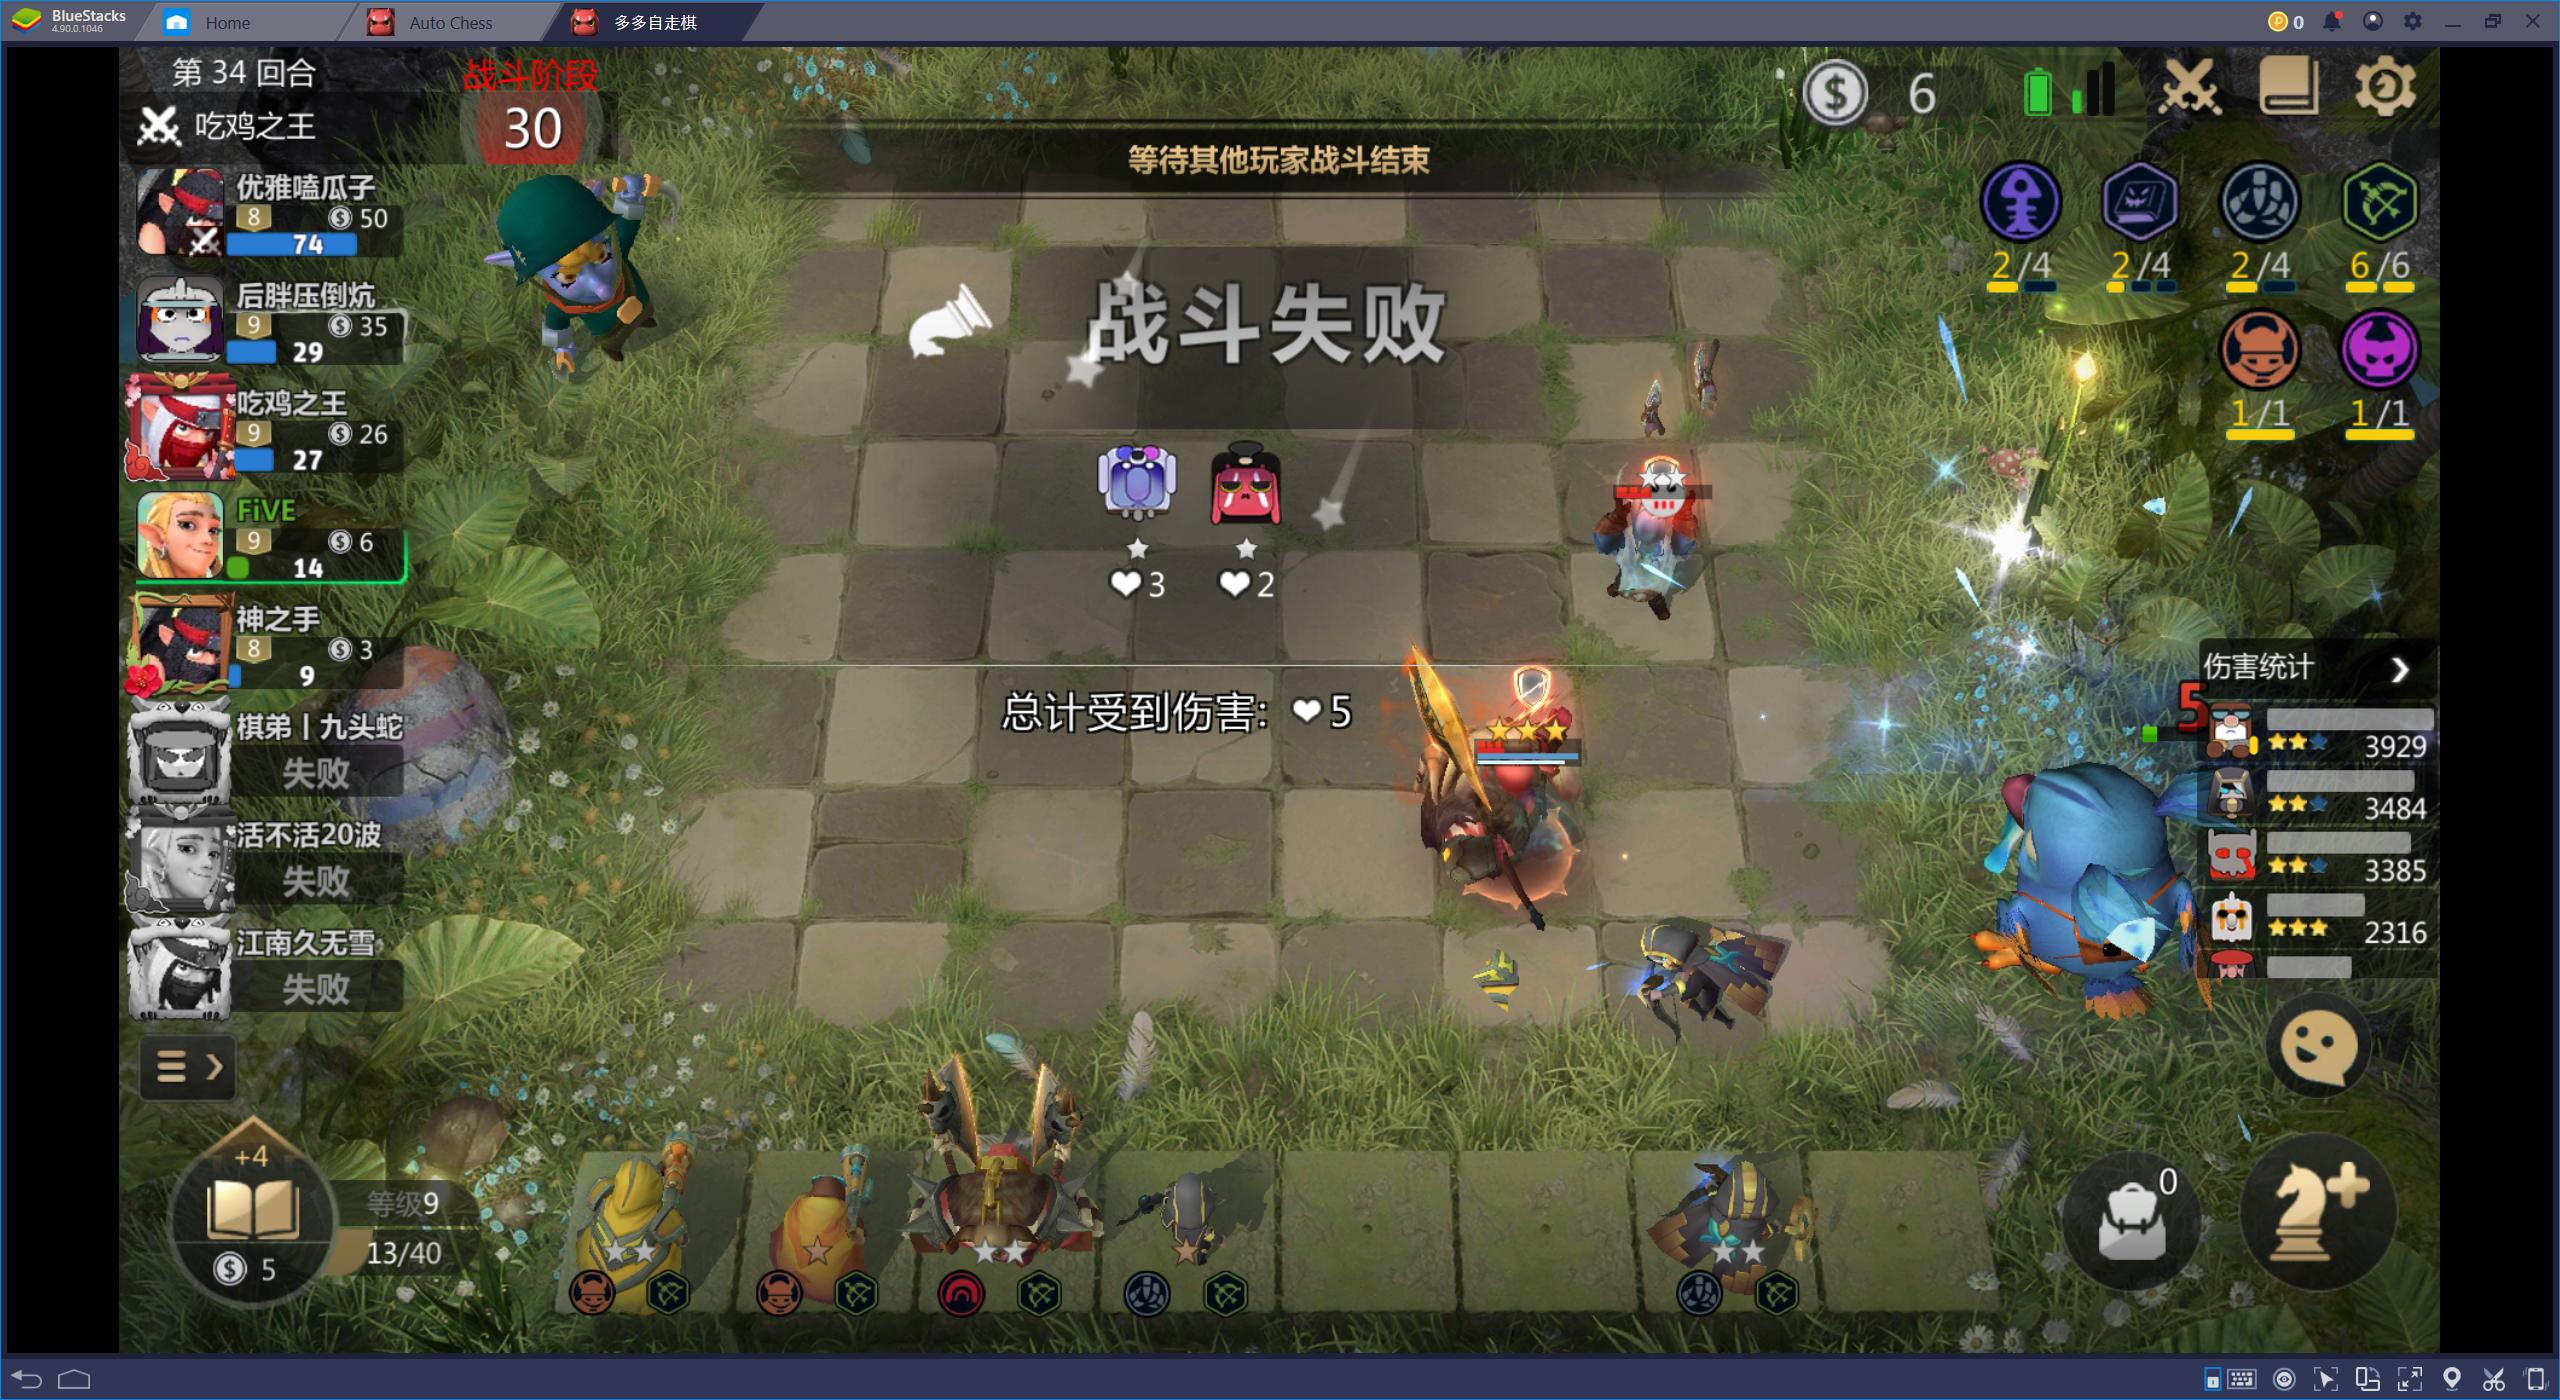 BlueStacks
4.90.0.1046
Home
Auto Chess
多多自走棋
0
第 34 回合
战斗阶段
吃鸡之王
30
6
等待其他玩家战斗结束
优雅嗑瓜子
8
50
74
后胖压倒炕
9
35
29
吃鸡之王
9
26
27
FiVE
9
6
14
神之手
8
3
9
棋弟丨九头蛇
失败
活不活20波
失败
江南久无雪
失败
2/4
2/4
2/4
6/6
1/1
1/1
战斗失败
3
2
总计受到伤害: 5
伤害统计
5
3929
3484
3385
2316
+4
等级9
13/40
5
0